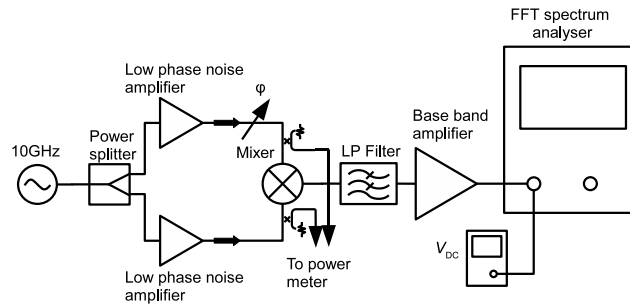 FFT spectrum
analyser
Low phase noise
amplifier
φ
Base band
amplifier
Power
splitter
10GHz
Mixer
LP Filter
V_DC
To power
meter
Low phase noise
amplifier